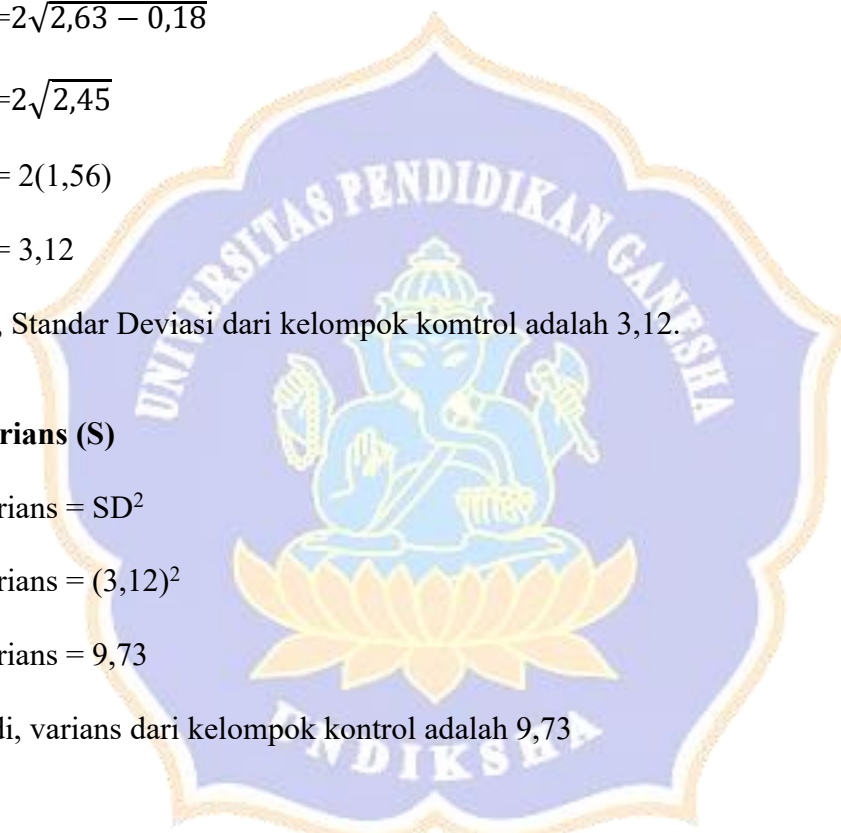 =2√2,63 − 0,18
=2√2,45
= 2(1,56)
= 3,12
, Standar Deviasi dari kelompok komtrol adalah 3,12.
rians (S)
rians = SD²
rians = (3,12)²
rians = 9,73
di, varians dari kelompok kontrol adalah 9,73
UNIVERSITAS PENDIDIKAN GANESHA
UNDIKSHA